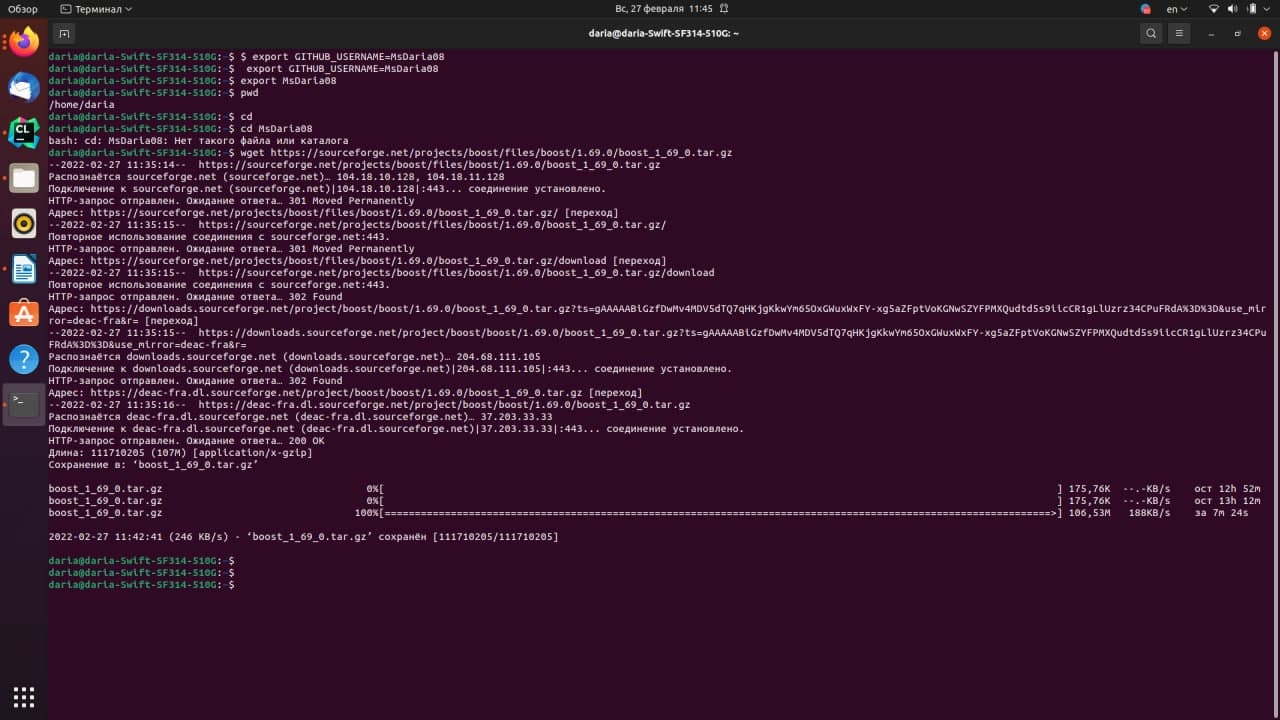 Обзор
Терминал
Вс, 27 февраля 11:45
en
daria@daria-Swift-SF314-510G: ~
daria@daria-Swift-SF314-510G:~$ $ export GITHUB_USERNAME=MsDaria08
daria@daria-Swift-SF314-510G:~$  export GITHUB_USERNAME=MsDaria08
daria@daria-Swift-SF314-510G:~$ export MsDaria08
daria@daria-Swift-SF314-510G:~$ pwd
/home/daria
daria@daria-Swift-SF314-510G:~$ cd
daria@daria-Swift-SF314-510G:~$ cd MsDaria08
bash: cd: MsDaria08: Нет такого файла или каталога
daria@daria-Swift-SF314-510G:~$ wget https://sourceforge.net/projects/boost/files/boost/1.69.0/boost_1_69_0.tar.gz
--2022-02-27 11:35:14--  https://sourceforge.net/projects/boost/files/boost/1.69.0/boost_1_69_0.tar.gz
Распознаётся sourceforge.net (sourceforge.net)… 104.18.10.128, 104.18.11.128
Подключение к sourceforge.net (sourceforge.net)|104.18.10.128|:443... соединение установлено.
HTTP-запрос отправлен. Ожидание ответа… 301 Moved Permanently
Адрес: https://sourceforge.net/projects/boost/files/boost/1.69.0/boost_1_69_0.tar.gz/ [переход]
--2022-02-27 11:35:15--  https://sourceforge.net/projects/boost/files/boost/1.69.0/boost_1_69_0.tar.gz/
Повторное использование соединения с sourceforge.net:443.
HTTP-запрос отправлен. Ожидание ответа… 301 Moved Permanently
Адрес: https://sourceforge.net/projects/boost/files/boost/1.69.0/boost_1_69_0.tar.gz/download [переход]
--2022-02-27 11:35:15--  https://sourceforge.net/projects/boost/files/boost/1.69.0/boost_1_69_0.tar.gz/download
Повторное использование соединения с sourceforge.net:443.
HTTP-запрос отправлен. Ожидание ответа… 302 Found
Адрес: https://downloads.sourceforge.net/project/boost/boost/1.69.0/boost_1_69_0.tar.gz?ts=gAAAAABiGzfDwMv4MDV5dTQ7qHKjgKkwYm65OxGWuxWxFY-xg5aZFptVoKGNwSZYFPMXQudtd5s9iicCR1gLlUzrz34CPuFRdA%3D%3D&use_mir
ror=deac-fra&r= [переход]
--2022-02-27 11:35:15--  https://downloads.sourceforge.net/project/boost/boost/1.69.0/boost_1_69_0.tar.gz?ts=gAAAAABiGzfDwMv4MDV5dTQ7qHKjgKkwYm65OxGWuxWxFY-xg5aZFptVoKGNwSZYFPMXQudtd5s9iicCR1gLlUzrz34CPu
FRdA%3D%3D&use_mirror=deac-fra&r=
Распознаётся downloads.sourceforge.net (downloads.sourceforge.net)… 204.68.111.105
Подключение к downloads.sourceforge.net (downloads.sourceforge.net)|204.68.111.105|:443... соединение установлено.
HTTP-запрос отправлен. Ожидание ответа… 302 Found
Адрес: https://deac-fra.dl.sourceforge.net/project/boost/boost/1.69.0/boost_1_69_0.tar.gz [переход]
--2022-02-27 11:35:16--  https://deac-fra.dl.sourceforge.net/project/boost/boost/1.69.0/boost_1_69_0.tar.gz
Распознаётся deac-fra.dl.sourceforge.net (deac-fra.dl.sourceforge.net)… 37.203.33.33
Подключение к deac-fra.dl.sourceforge.net (deac-fra.dl.sourceforge.net)|37.203.33.33|:443... соединение установлено.
HTTP-запрос отправлен. Ожидание ответа… 200 OK
Длина: 111710205 (107M) [application/x-gzip]
Сохранение в: ‘boost_1_69_0.tar.gz’
boost_1_69_0.tar.gz 0%[ ] 175,76K --.-KB/s ост 12h 52m
boost_1_69_0.tar.gz 0%[ ] 175,76K --.-KB/s ост 13h 12m
boost_1_69_0.tar.gz 100%[===============================================================================================================>] 106,53M 188KB/s за 7m 24s
2022-02-27 11:42:41 (246 KB/s) - ‘boost_1_69_0.tar.gz’ сохранён [111710205/111710205]
daria@daria-Swift-SF314-510G:~$
daria@daria-Swift-SF314-510G:~$
daria@daria-Swift-SF314-510G:~$